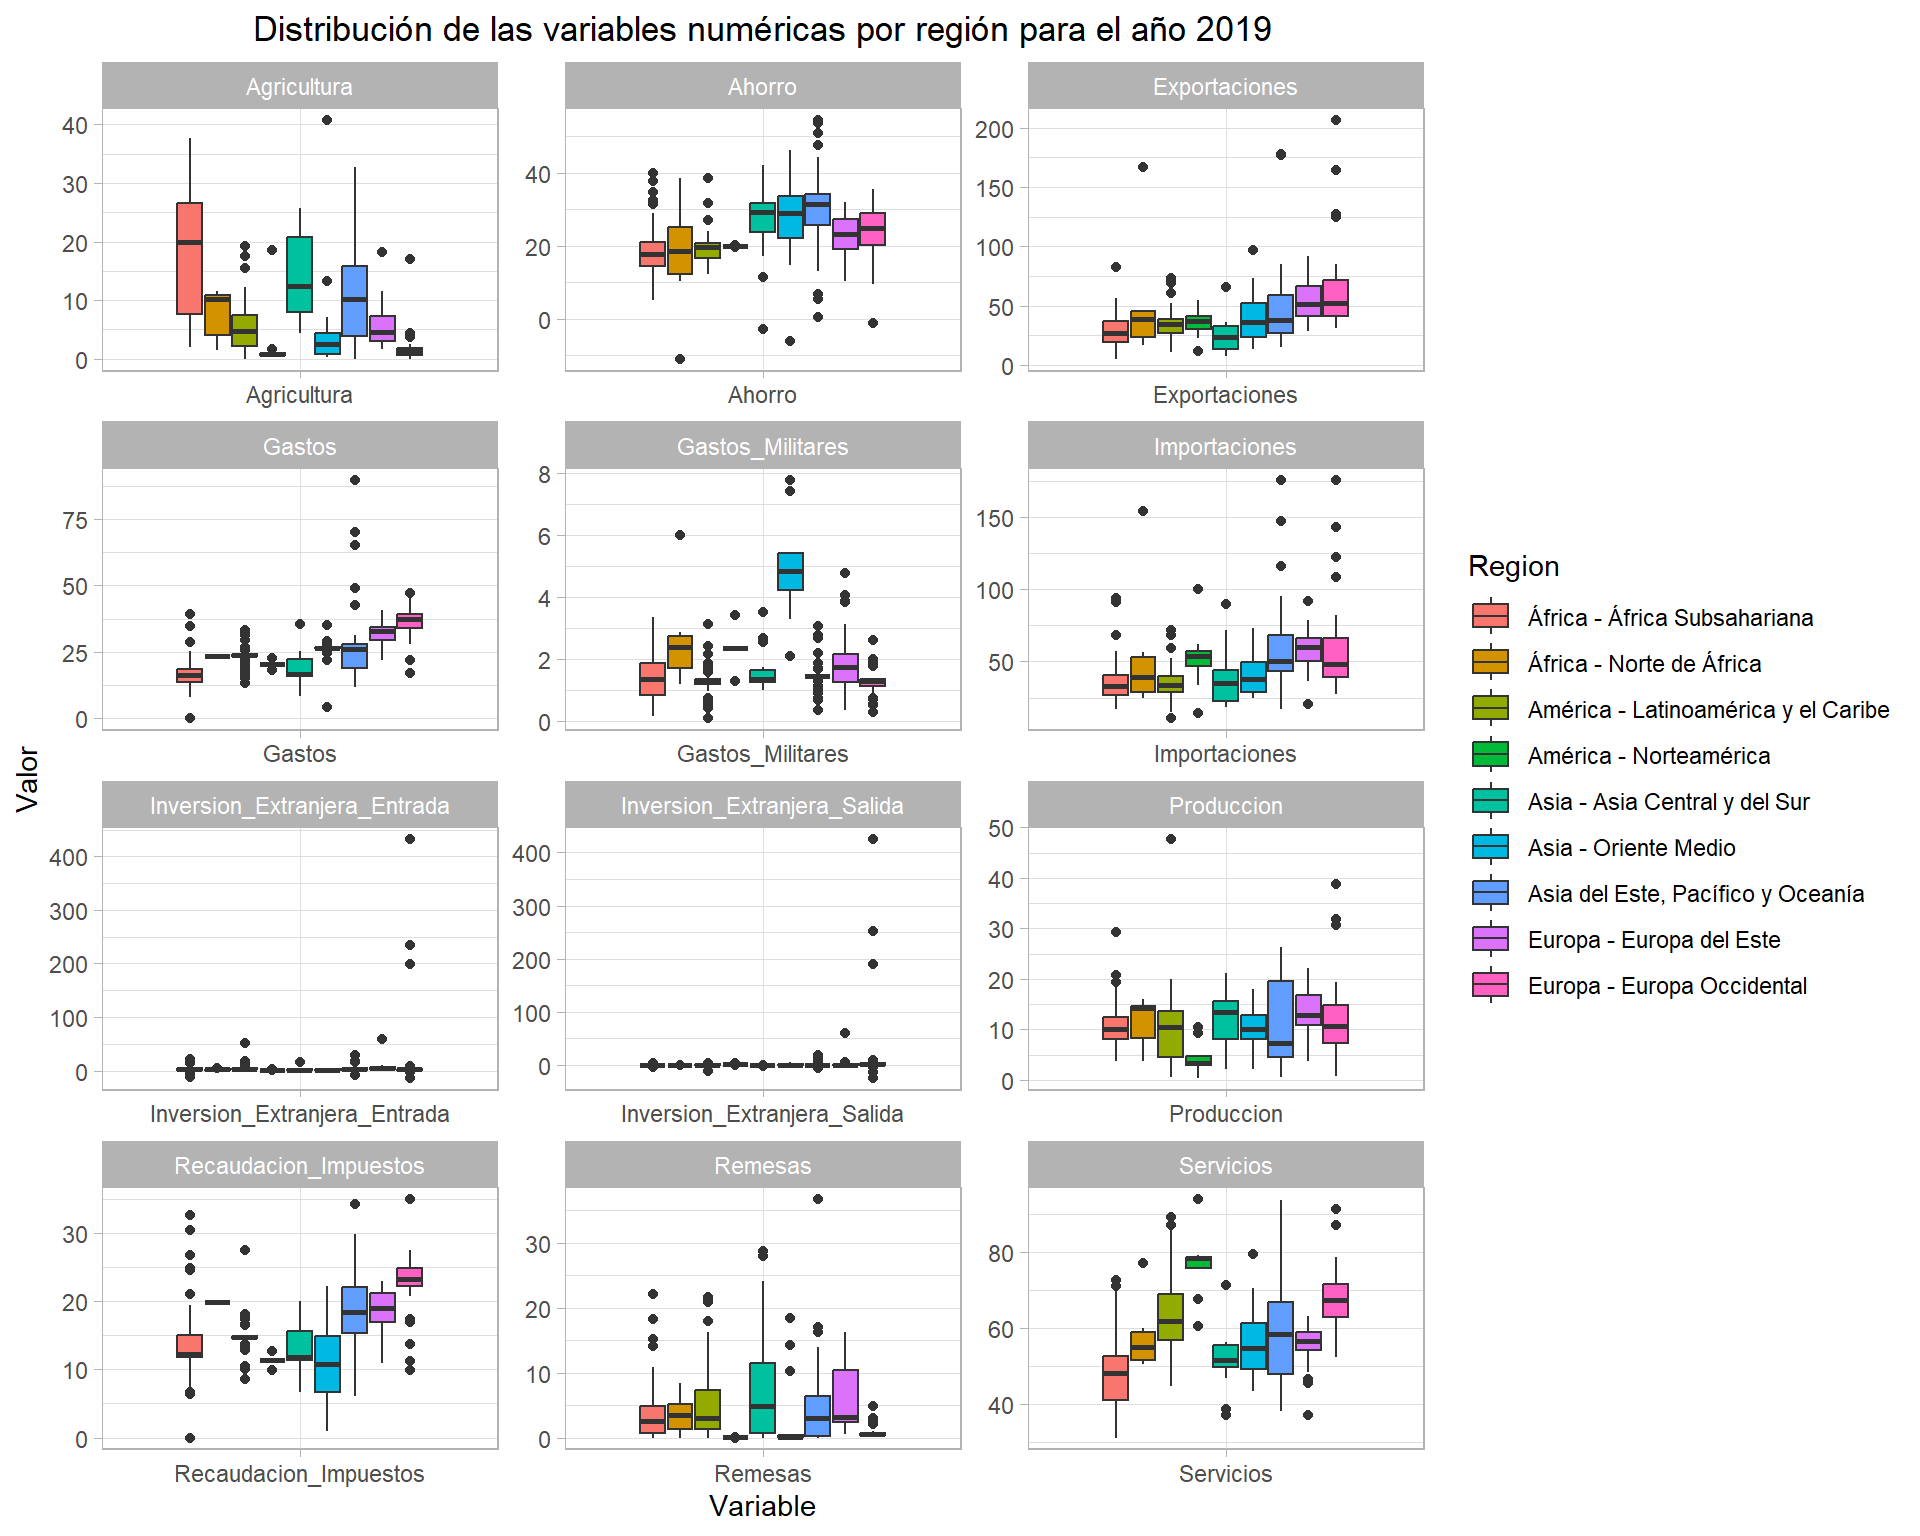 Distribución de las variables numéricas por región para el año 2019
Agricultura
Ahorro
Exportaciones
40
30
20
10
0
40
20
0
200
150
100
50
0
Agricultura
Ahorro
Exportaciones
Gastos
Gastos_Militares
Importaciones
75
50
25
0
8
6
4
2
0
150
100
50
Gastos
Gastos_Militares
Importaciones
Valor
Inversion_Extranjera_Entrada
Inversion_Extranjera_Salida
Produccion
400
300
200
100
0
400
300
200
100
0
50
40
30
20
10
0
Inversion_Extranjera_Entrada
Inversion_Extranjera_Salida
Produccion
Recaudacion_Impuestos
Remesas
Servicios
30
20
10
0
30
20
10
0
80
60
40
Recaudacion_Impuestos
Remesas
Servicios
Variable
Region
África - África Subsahariana
África - Norte de África
América - Latinoamérica y el Caribe
América - Norteamérica
Asia - Asia Central y del Sur
Asia - Oriente Medio
Asia del Este, Pacífico y Oceanía
Europa - Europa del Este
Europa - Europa Occidental